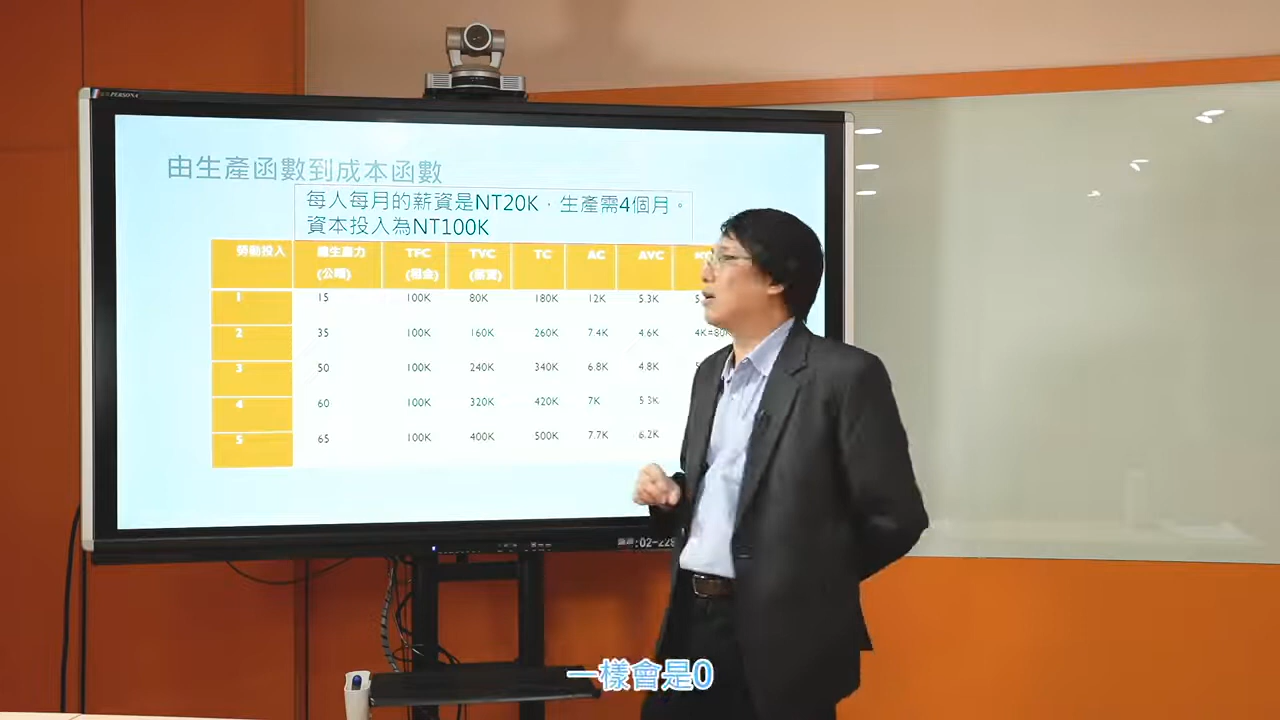 PERSONA
由生產函數到成本函數
每人每月的薪資是NT20K，生產需4個月。
資本投入為NT100K
勞動投入 總生產力 (公噸) TFC (租金) TVC (薪資) TC AC AVC
1 15 100K 80K 180K 12K 5.3K
2 35 100K 160K 260K 7.4K 4.6K 4K=80K
3 50 100K 240K 340K 6.8K 4.8K
4 60 100K 320K 420K 7K 5.3K
5 65 100K 400K 500K 7.7K 6.2K
一樣會是0